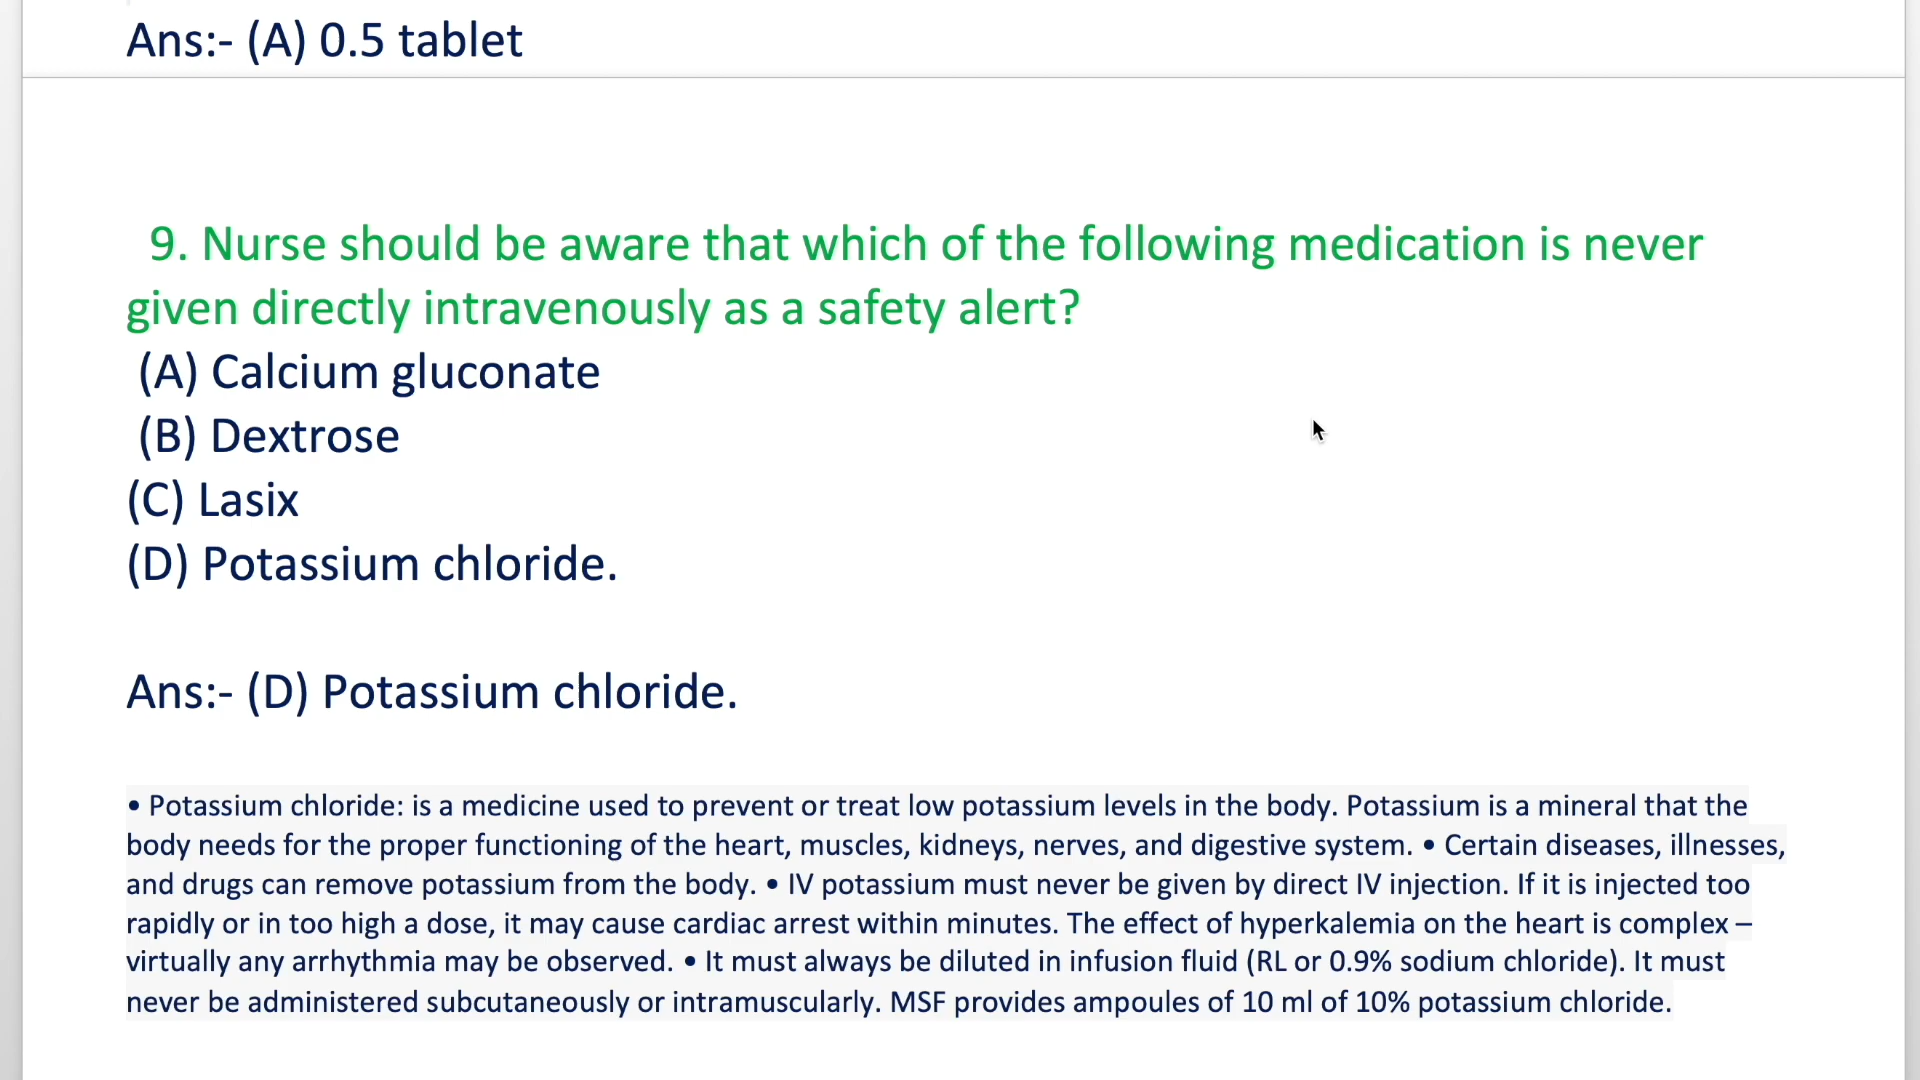 Ans:- (A) 0.5 tablet
9. Nurse should be aware that which of the following medication is never
given directly intravenously as a safety alert?
(A) Calcium gluconate
(B) Dextrose
(C) Lasix
(D) Potassium chloride.
Ans:- (D) Potassium chloride.
• Potassium chloride: is a medicine used to prevent or treat low potassium levels in the body. Potassium is a mineral that the
body needs for the proper functioning of the heart, muscles, kidneys, nerves, and digestive system. • Certain diseases, illnesses,
and drugs can remove potassium from the body. • IV potassium must never be given by direct IV injection. If it is injected too
rapidly or in too high a dose, it may cause cardiac arrest within minutes. The effect of hyperkalemia on the heart is complex –
virtually any arrhythmia may be observed. • It must always be diluted in infusion fluid (RL or 0.9% sodium chloride). It must
never be administered subcutaneously or intramuscularly. MSF provides ampoules of 10 ml of 10% potassium chloride.